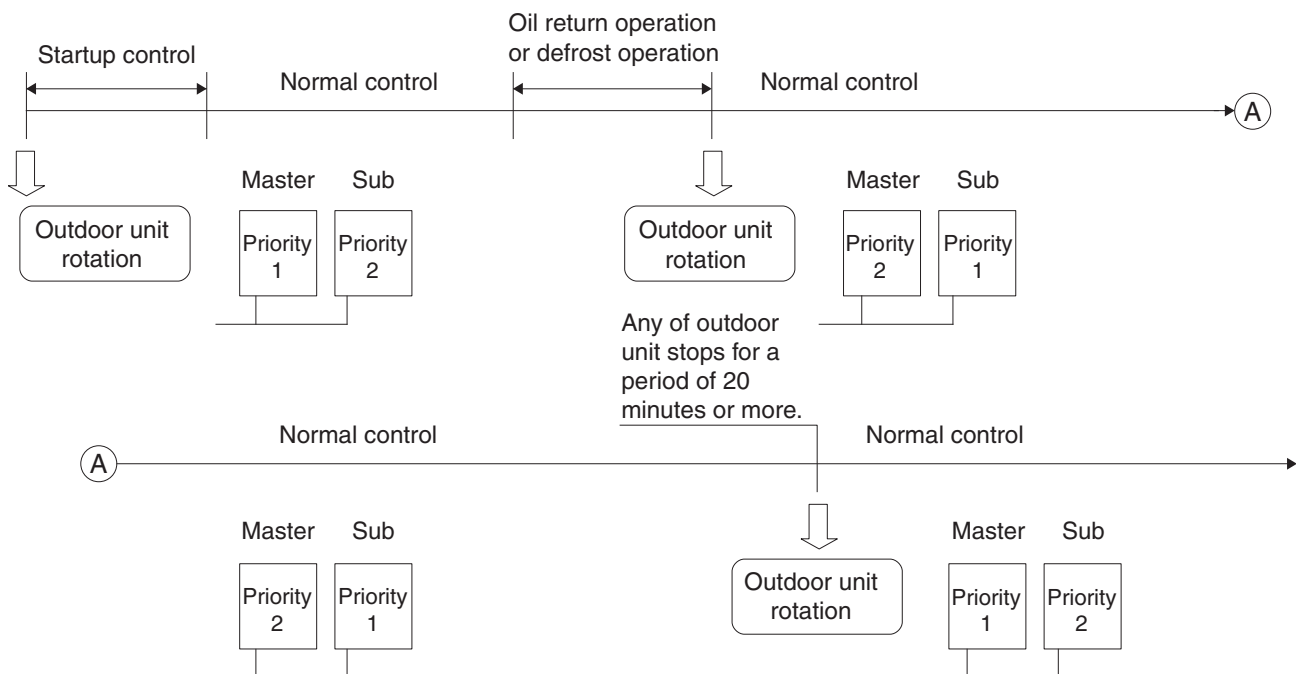 Oil return operation
or defrost operation
Startup control
Normal control
Normal control
A
Master
Sub
Master
Sub
Outdoor unit
rotation
Priority
1
Priority
2
Outdoor unit
rotation
Priority
2
Priority
1
Any of outdoor
unit stops for a
period of 20
minutes or more.
Normal control
Normal control
A
Master
Sub
Master
Sub
Priority
2
Priority
1
Outdoor unit
rotation
Priority
1
Priority
2